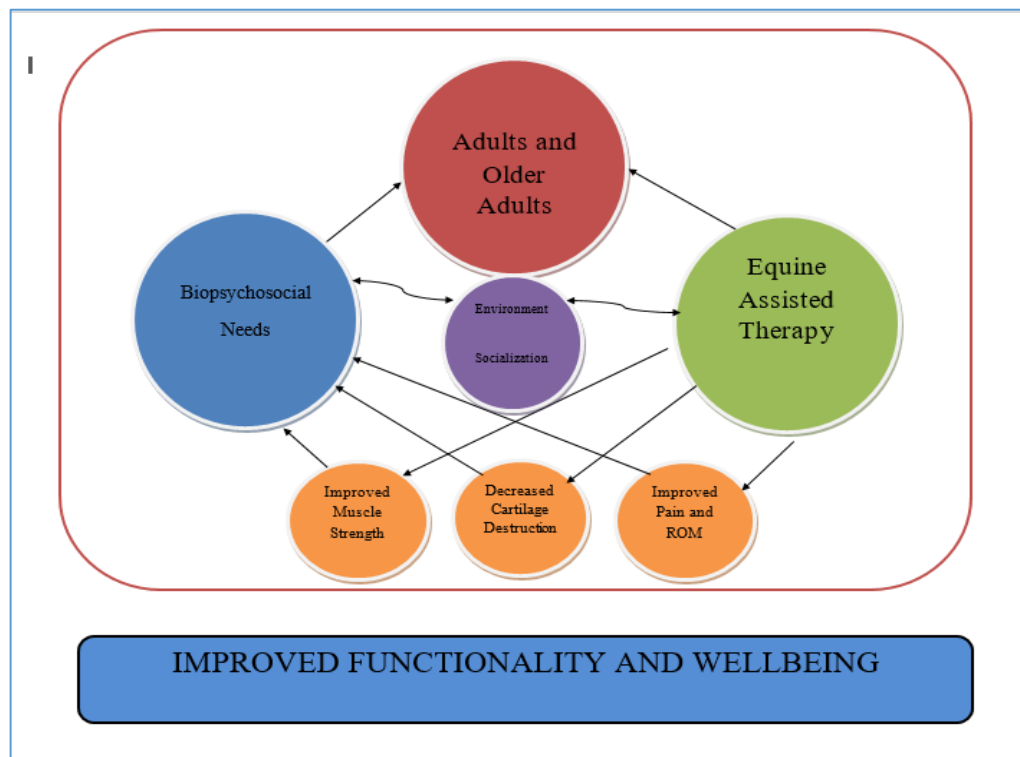 I
Adults and
Older
Adults
Biopsychosocial
Needs
Environment
Socialization
Equine
Assisted
Therapy
Improved
Muscle
Strength
Decreased
Cartilage
Destruction
Improved
Pain and
ROM
IMPROVED FUNCTIONALITY AND WELLBEING